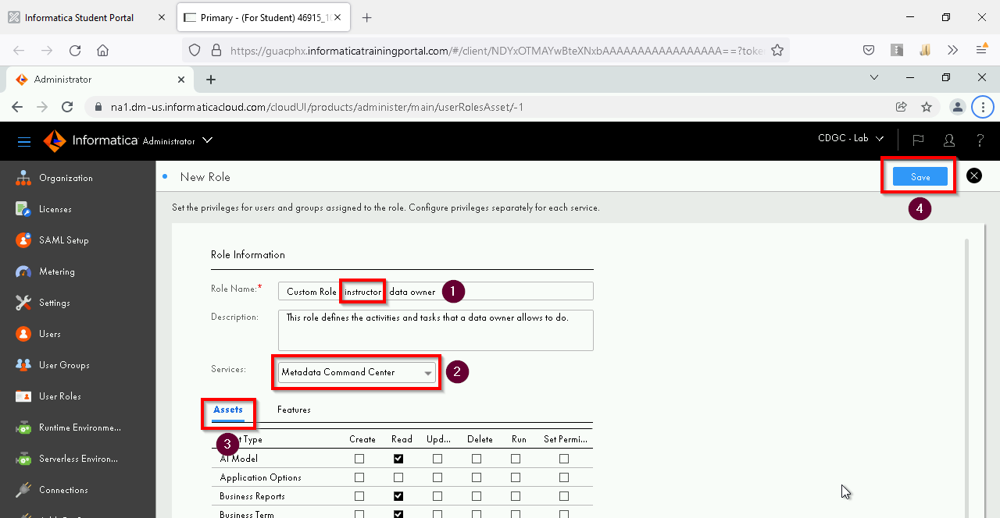 Informatica Student Portal
Primary - (For Student) 46915_
https://guacphx.informaticatrainingportal.com/#/client/NDYxOTMAYwBteXNxbAAAAAAAAAAAAAAAAA==?toke
Administrator
na1.dm-us.informaticacloud.com/cloudUI/products/administer/main/userRolesAsset/-1
Informatica Administrator
CDGC - Lab
?
Organization
New Role
Save
Licenses
Set the privileges for users and groups assigned to the role. Configure privileges separately for each service.
4
SAML Setup
Role Information
Metering
Role Name:* Custom Role instructor data owner 1
Settings
Description: This role defines the activities and tasks that a data owner allows to do.
Users
User Groups
Services: Metadata Command Center 2
User Roles
Assets Features
Runtime Environme...
3 Type Create Read Upd... Delete Run Set Permi...
Serverless Environ...
AI Model
Application Options
Connections
Business Reports
Business Term